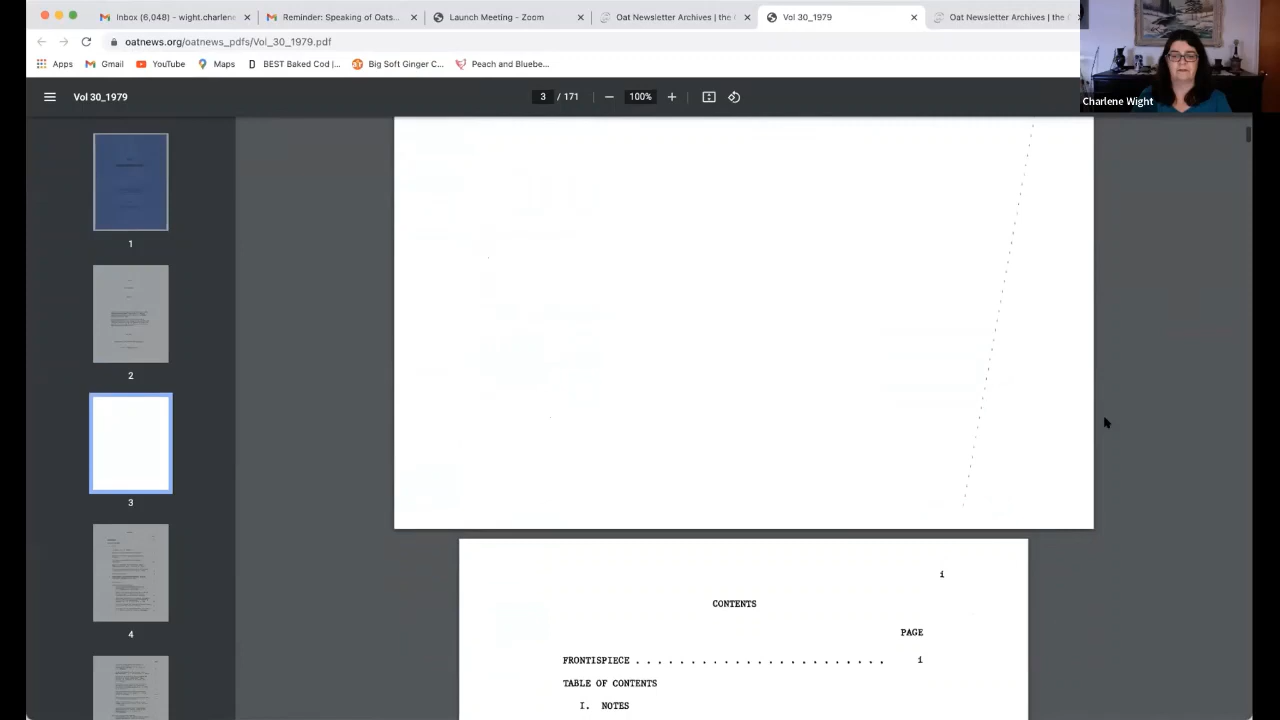 Inbox (6,048) - wight.charlene
Reminder: Speaking of Oats...
Launch Meeting - Zoom
Oat Newsletter Archives | the
Vol 30_1979
Oat Newsletter Archives | the
oatnews.org/oatnews_pdfs/Vol_30_1979.pdf
Apps
Gmail
YouTube
Maps
BEST Baked Cod |...
Big Soft Ginger C...
Peach and Bluebe...
Charlene Wight
Vol 30_1979
3 / 171
100%
1
2
3
4
i
CONTENTS
PAGE
FRONTISPIECE . . . . . . . . . . . . . . . . . . . . . . . i
TABLE OF CONTENTS
I. NOTES